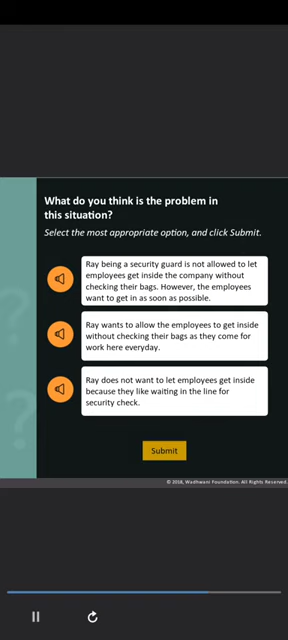 What do you think is the problem in
this situation?
Select the most appropriate option, and click Submit.
Ray being a security guard is not allowed to let
employees get inside the company without
checking their bags. However, the employees
want to get in as soon as possible.
Ray wants to allow the employees to get inside
without checking their bags as they come for
work here everyday.
Ray does not want to let employees get inside
because they like waiting in the line for
security check.
Submit
© 2018, Wadhwani Foundation. All Rights Reserved.